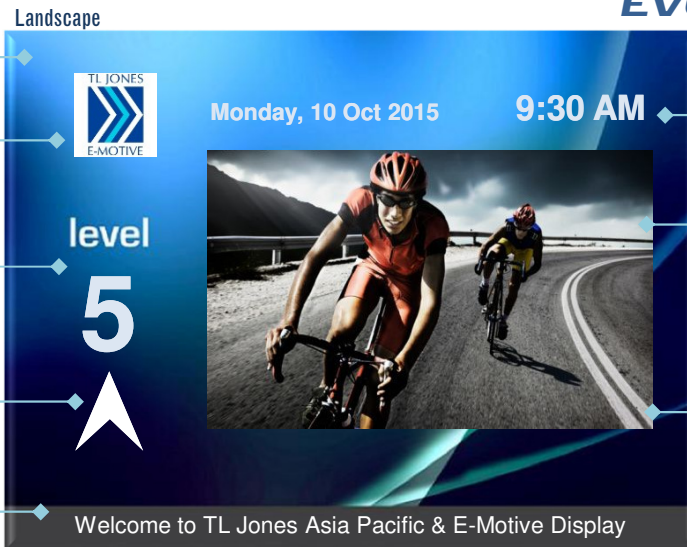 Landscape
TL JONES
E-MOTIVE
Monday, 10 Oct 2015
9:30 AM
level
5
Welcome to TL Jones Asia Pacific & E-Motive Display